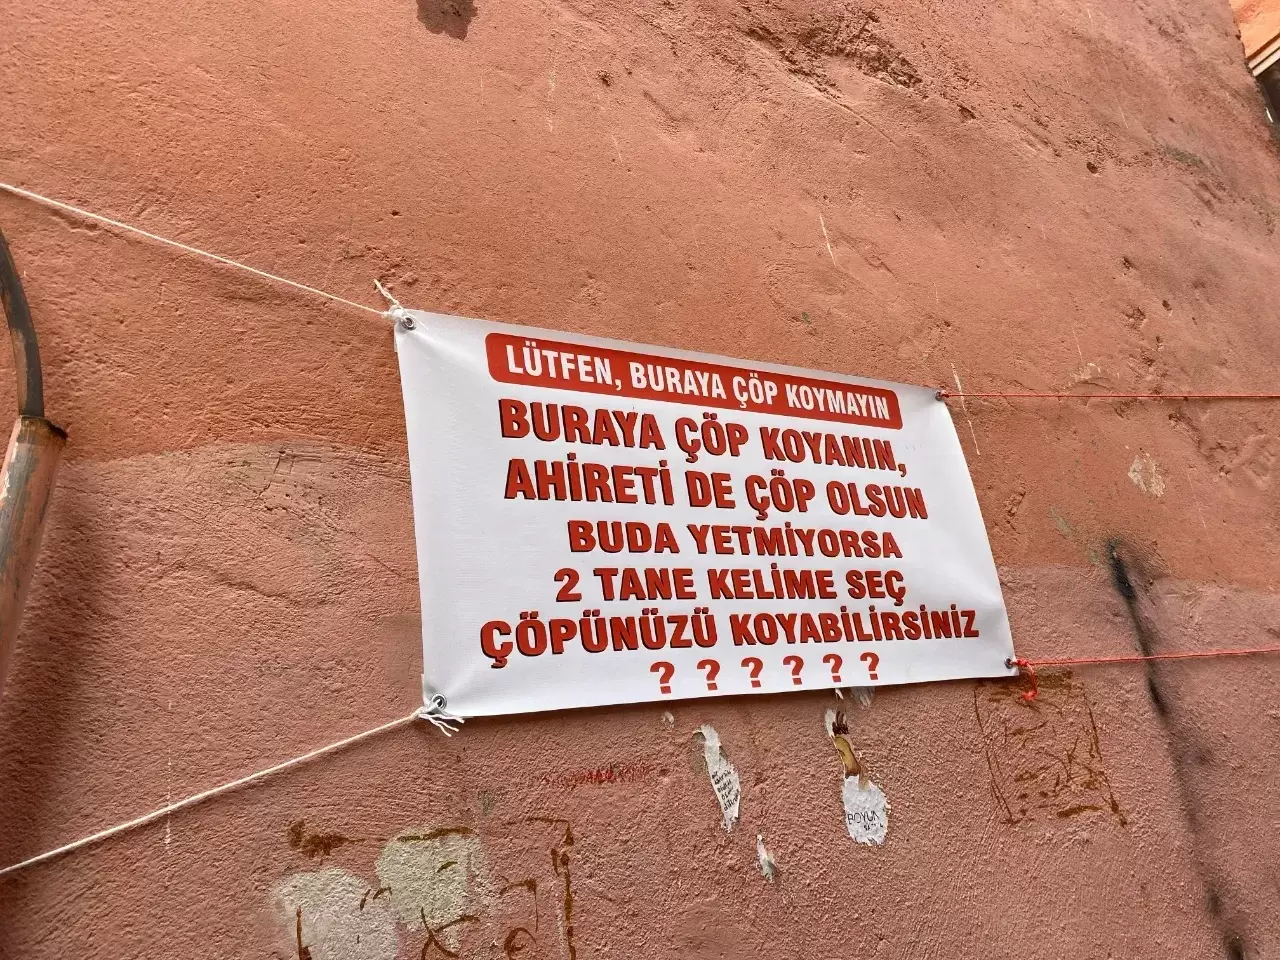 LÜTFEN, BURAYA ÇÖP KOYMAYIN
BURAYA ÇÖP KOYANIN,
AHİRETİ DE ÇÖP OLSUN
BUDA YETMİYORSA
2 TANE KELİME SEÇ
ÇÖPÜNÜZÜ KOYABİLİRSİNİZ
? ? ? ? ? ?
BOYUK